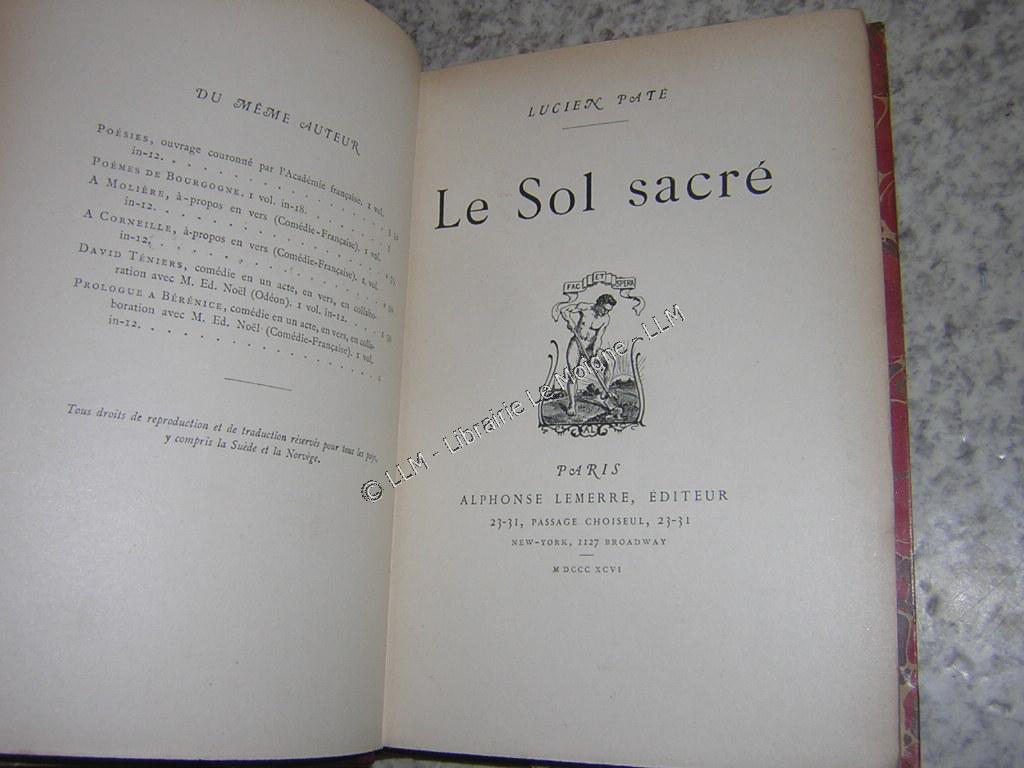 DU MÊME AUTEUR
POÉSIES, ouvrage couronné par l'Académie française. 1 vol.
in-12.
POÈMES DE BOURGOGNE, 1 vol. in-18.
A MOLIÈRE, à-propos en vers (Comédie-Française). 1 vol.
in-12.
A CORNEILLE, à-propos en vers (Comédie-Française). 1 vol.
in-12.
DAVID TÉNIERS, comédie en un acte, en vers, en collabo-
ration avec M. Ed. Noël (Odéon). 1 vol. in-12.
PROLOGUE A BÉRÉNICE, comédie en un acte, en vers, en colla-
boration avec M. Ed. Noël (Comédie-Française). 1 vol.
in-12.
Tous droits de reproduction et de traduction réservés pour tous les pays,
y compris la Suède et la Norvège.
LUCIEN PATÉ
Le Sol sacré
FAC ET SPERA
AL
PARIS
ALPHONSE LEMERRE, ÉDITEUR
23-31, PASSAGE CHOISEUL, 23-31
NEW-YORK, 1127 BROADWAY
M DCCC XCVI
© LLM - Librairie Le Molone - LLM